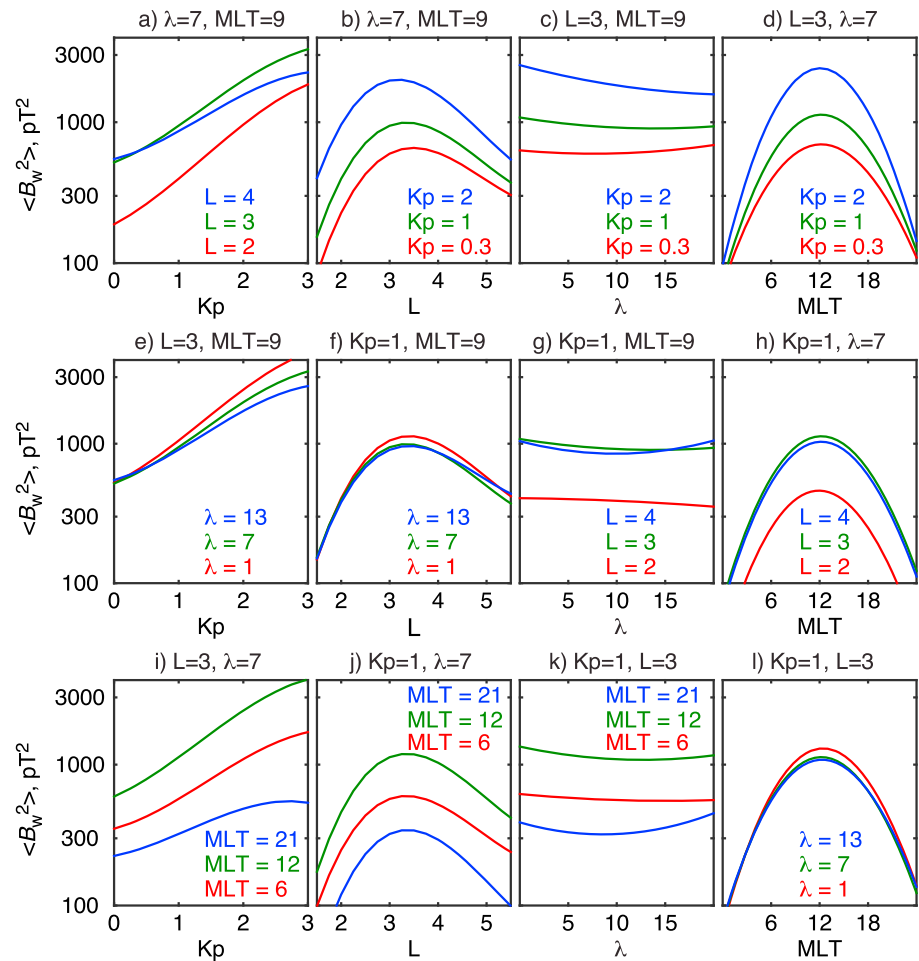 a) λ=7, MLT=9
b) λ=7, MLT=9
c) L=3, MLT=9
d) L=3, λ=7
<B_w^2>, pT^2
3000
1000
300
100
L = 4
L = 3
L = 2
Kp = 2
Kp = 1
Kp = 0.3
Kp = 2
Kp = 1
Kp = 0.3
Kp = 2
Kp = 1
Kp = 0.3
0 1 2 3
2 3 4 5
5 10 15
6 12 18
Kp
L
λ
MLT
e) L=3, MLT=9
f) Kp=1, MLT=9
g) Kp=1, MLT=9
h) Kp=1, λ=7
<B_w^2>, pT^2
3000
1000
300
100
λ = 13
λ = 7
λ = 1
λ = 13
λ = 7
λ = 1
L = 4
L = 3
L = 2
L = 4
L = 3
L = 2
0 1 2 3
2 3 4 5
5 10 15
6 12 18
Kp
L
λ
MLT
i) L=3, λ=7
j) Kp=1, λ=7
k) Kp=1, L=3
l) Kp=1, L=3
<B_w^2>, pT^2
3000
1000
300
100
MLT = 21
MLT = 12
MLT = 6
MLT = 21
MLT = 12
MLT = 6
MLT = 21
MLT = 12
MLT = 6
λ = 13
λ = 7
λ = 1
0 1 2 3
2 3 4 5
5 10 15
6 12 18
Kp
L
λ
MLT